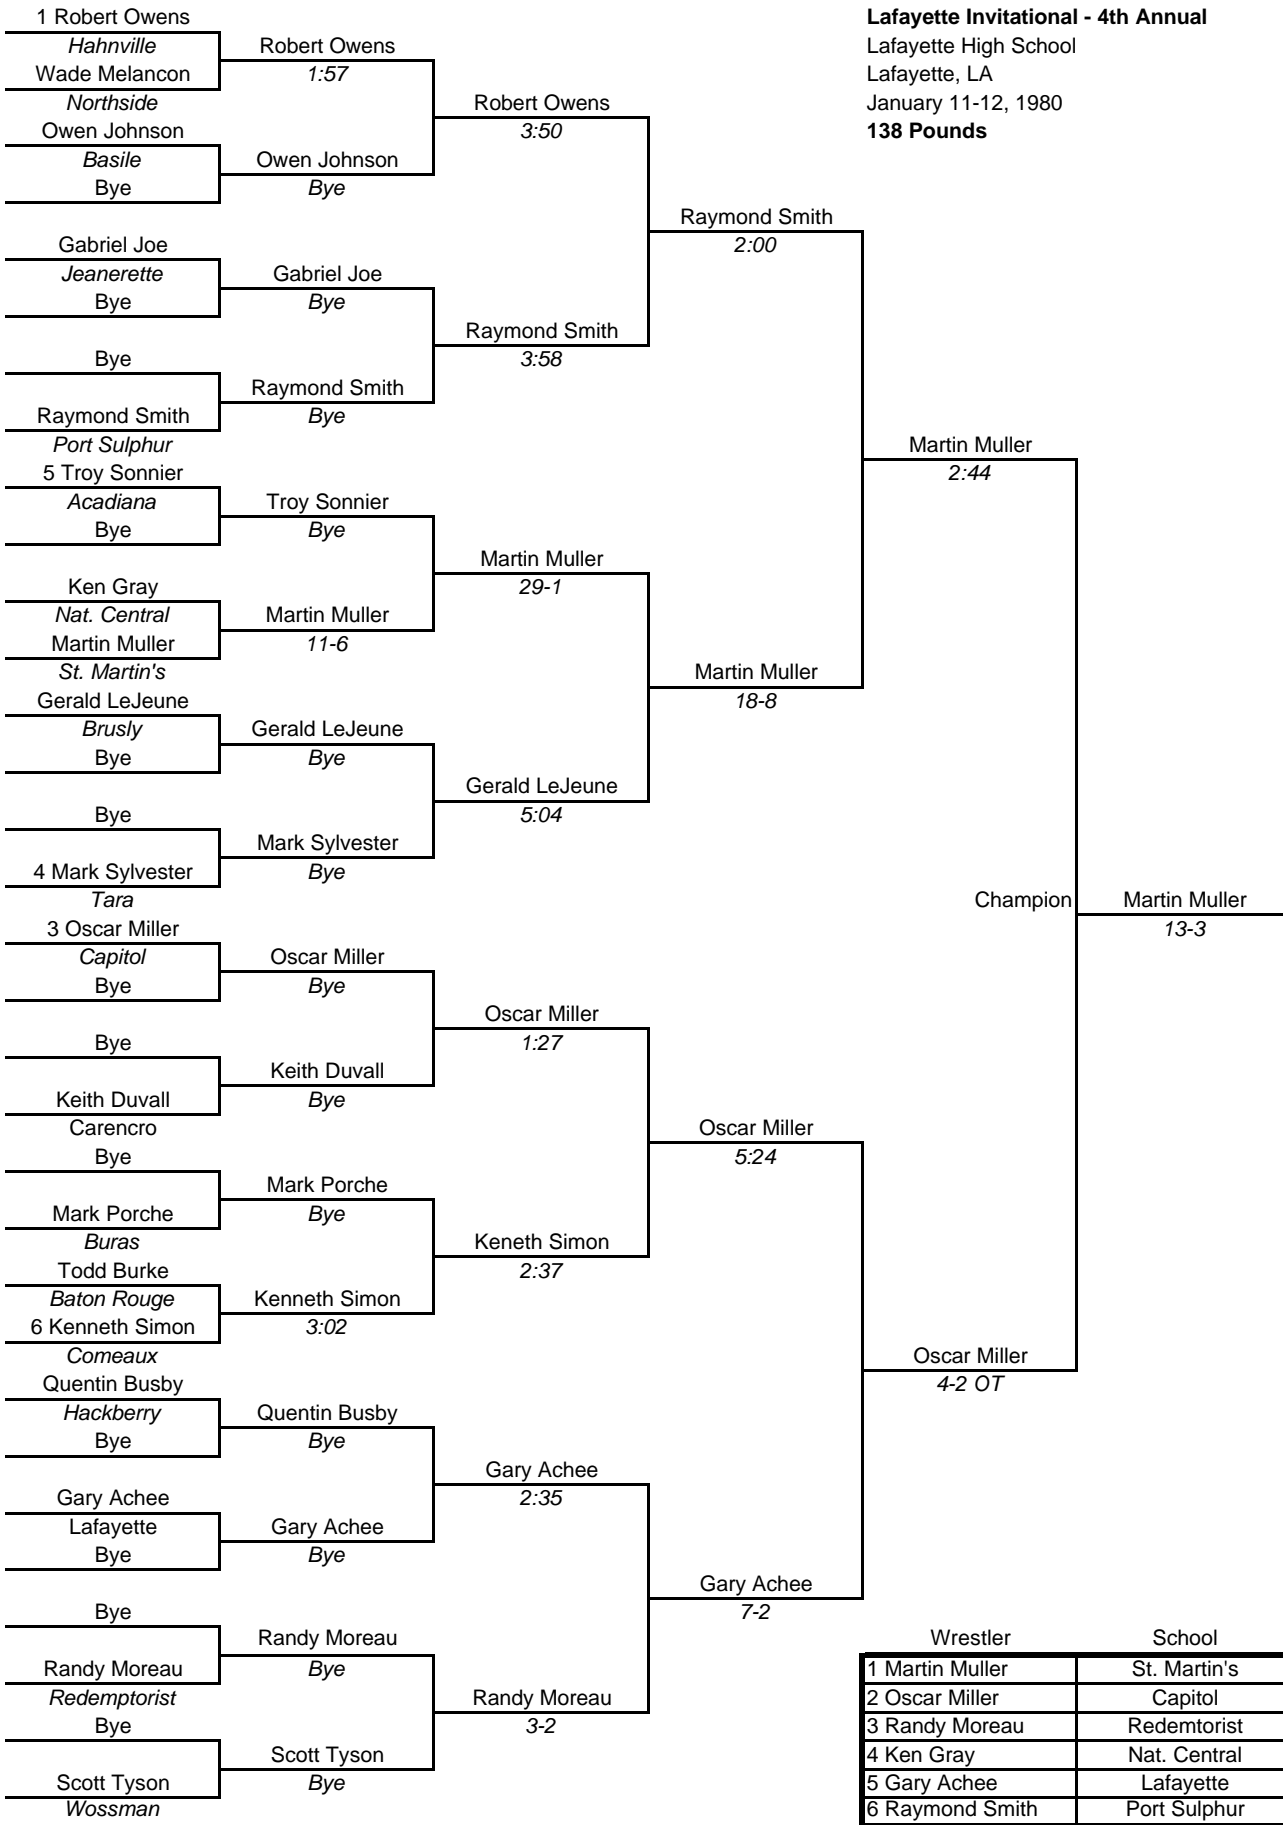 1 Robert Owens
Hahnville
Wade Melancon
Northside
Owen Johnson
Basile
Bye
Gabriel Joe
Jeanerette
Bye
Bye
Raymond Smith
Port Sulphur
5 Troy Sonnier
Acadiana
Bye
Ken Gray
Nat. Central
Martin Muller
St. Martin's
Gerald LeJeune
Brusly
Bye
Bye
4 Mark Sylvester
Tara
3 Oscar Miller
Capitol
Bye
Bye
Keith Duvall
Carencro
Bye
Mark Porche
Buras
Todd Burke
Baton Rouge
6 Kenneth Simon
Comeaux
Quentin Busby
Hackberry
Bye
Gary Achee
Lafayette
Bye
Bye
Randy Moreau
Redemptorist
Bye
Scott Tyson
Wossman
Robert Owens
1:57
Owen Johnson
Bye
Gabriel Joe
Bye
Raymond Smith
Bye
Troy Sonnier
Bye
Martin Muller
11-6
Gerald LeJeune
Bye
Mark Sylvester
Bye
Oscar Miller
Bye
Keith Duvall
Bye
Mark Porche
Bye
Kenneth Simon
3:02
Quentin Busby
Bye
Gary Achee
Bye
Randy Moreau
Bye
Scott Tyson
Bye
Robert Owens
3:50
Raymond Smith
3:58
Martin Muller
29-1
Gerald LeJeune
5:04
Oscar Miller
1:27
Keneth Simon
2:37
Gary Achee
2:35
Randy Moreau
3-2
Raymond Smith
2:00
Martin Muller
18-8
Oscar Miller
5:24
Gary Achee
7-2
Lafayette Invitational - 4th Annual
Lafayette High School
Lafayette, LA
January 11-12, 1980
138 Pounds
Martin Muller
2:44
Oscar Miller
4-2 OT
Champion
Martin Muller
13-3
Wrestler School
1 Martin Muller St. Martin's
2 Oscar Miller Capitol
3 Randy Moreau Redemtorist
4 Ken Gray Nat. Central
5 Gary Achee Lafayette
6 Raymond Smith Port Sulphur